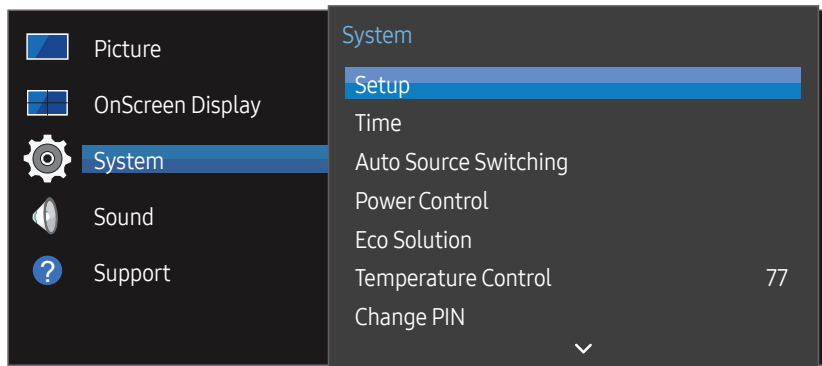 Picture
OnScreen Display
System
Sound
?
Support
System
Setup
Time
Auto Source Switching
Power Control
Eco Solution
Temperature Control 77
Change PIN